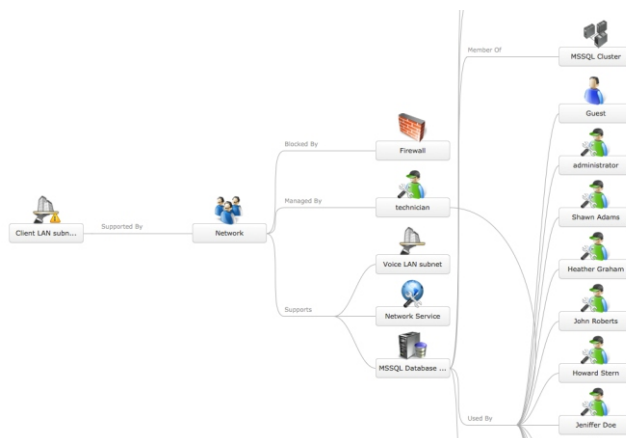 Member Of
MSSQL Cluster
Guest
Blocked By
Firewall
administrator
Managed By
technician
Shawn Adams
Client LAN subn...
Supported By
Network
Voice LAN subnet
Heather Graham
Supports
Network Service
John Roberts
MSSQL Database ...
Howard Stern
Used By
Jeniffer Doe